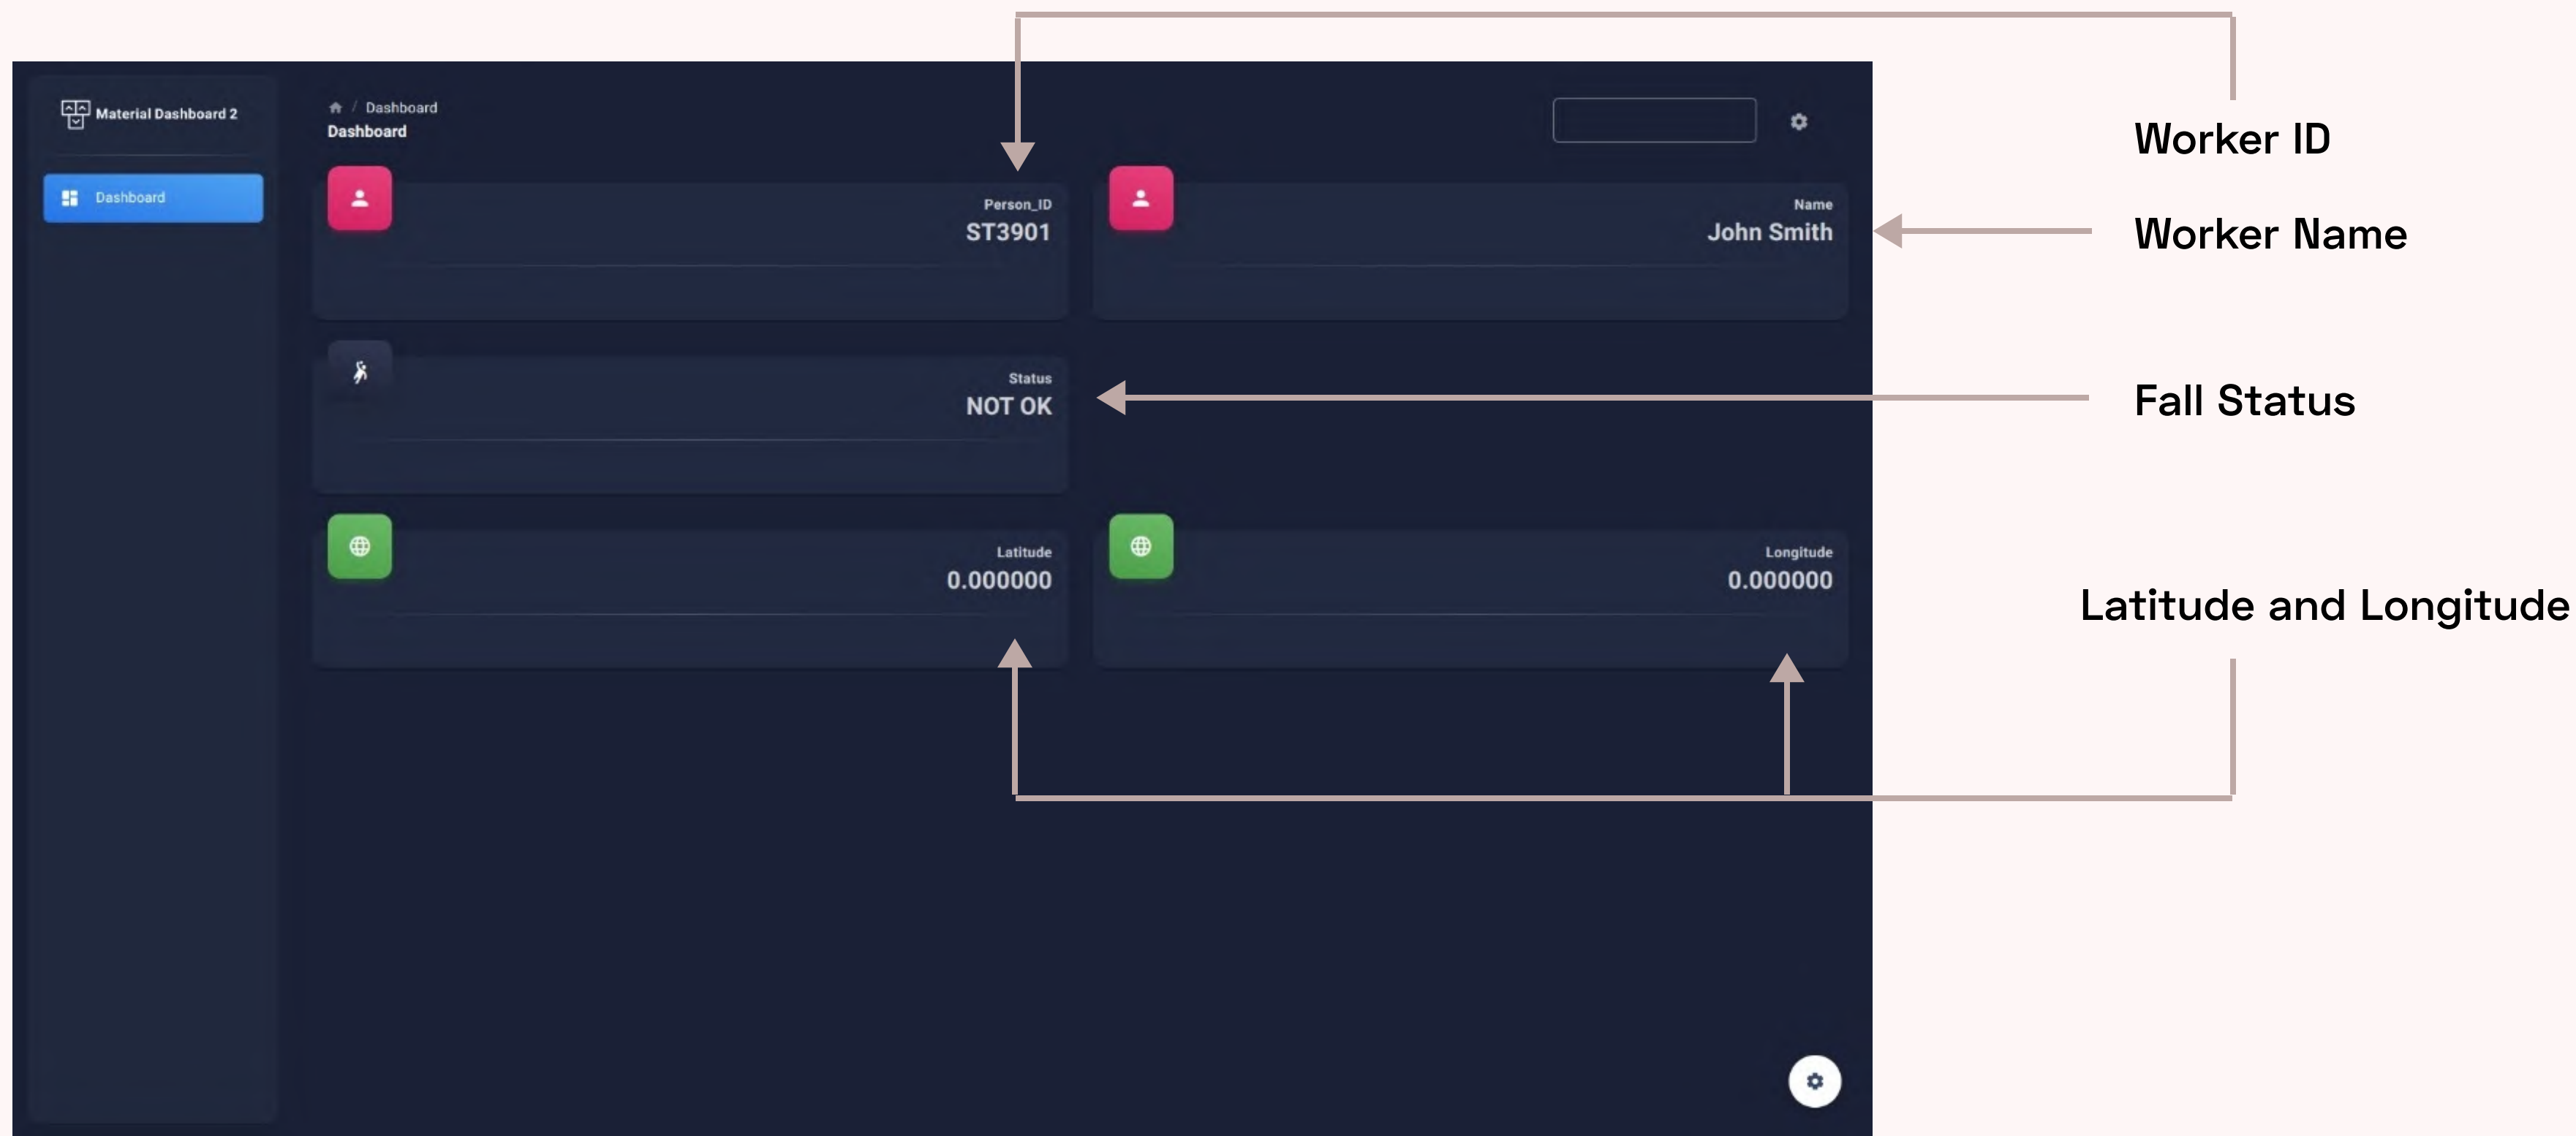 Material Dashboard 2
/ Dashboard
Dashboard
Dashboard
Person_ID
ST3901
Name
John Smith
Status
NOT OK
Latitude
0.000000
Longitude
0.000000
Worker ID
Worker Name
Fall Status
Latitude and Longitude